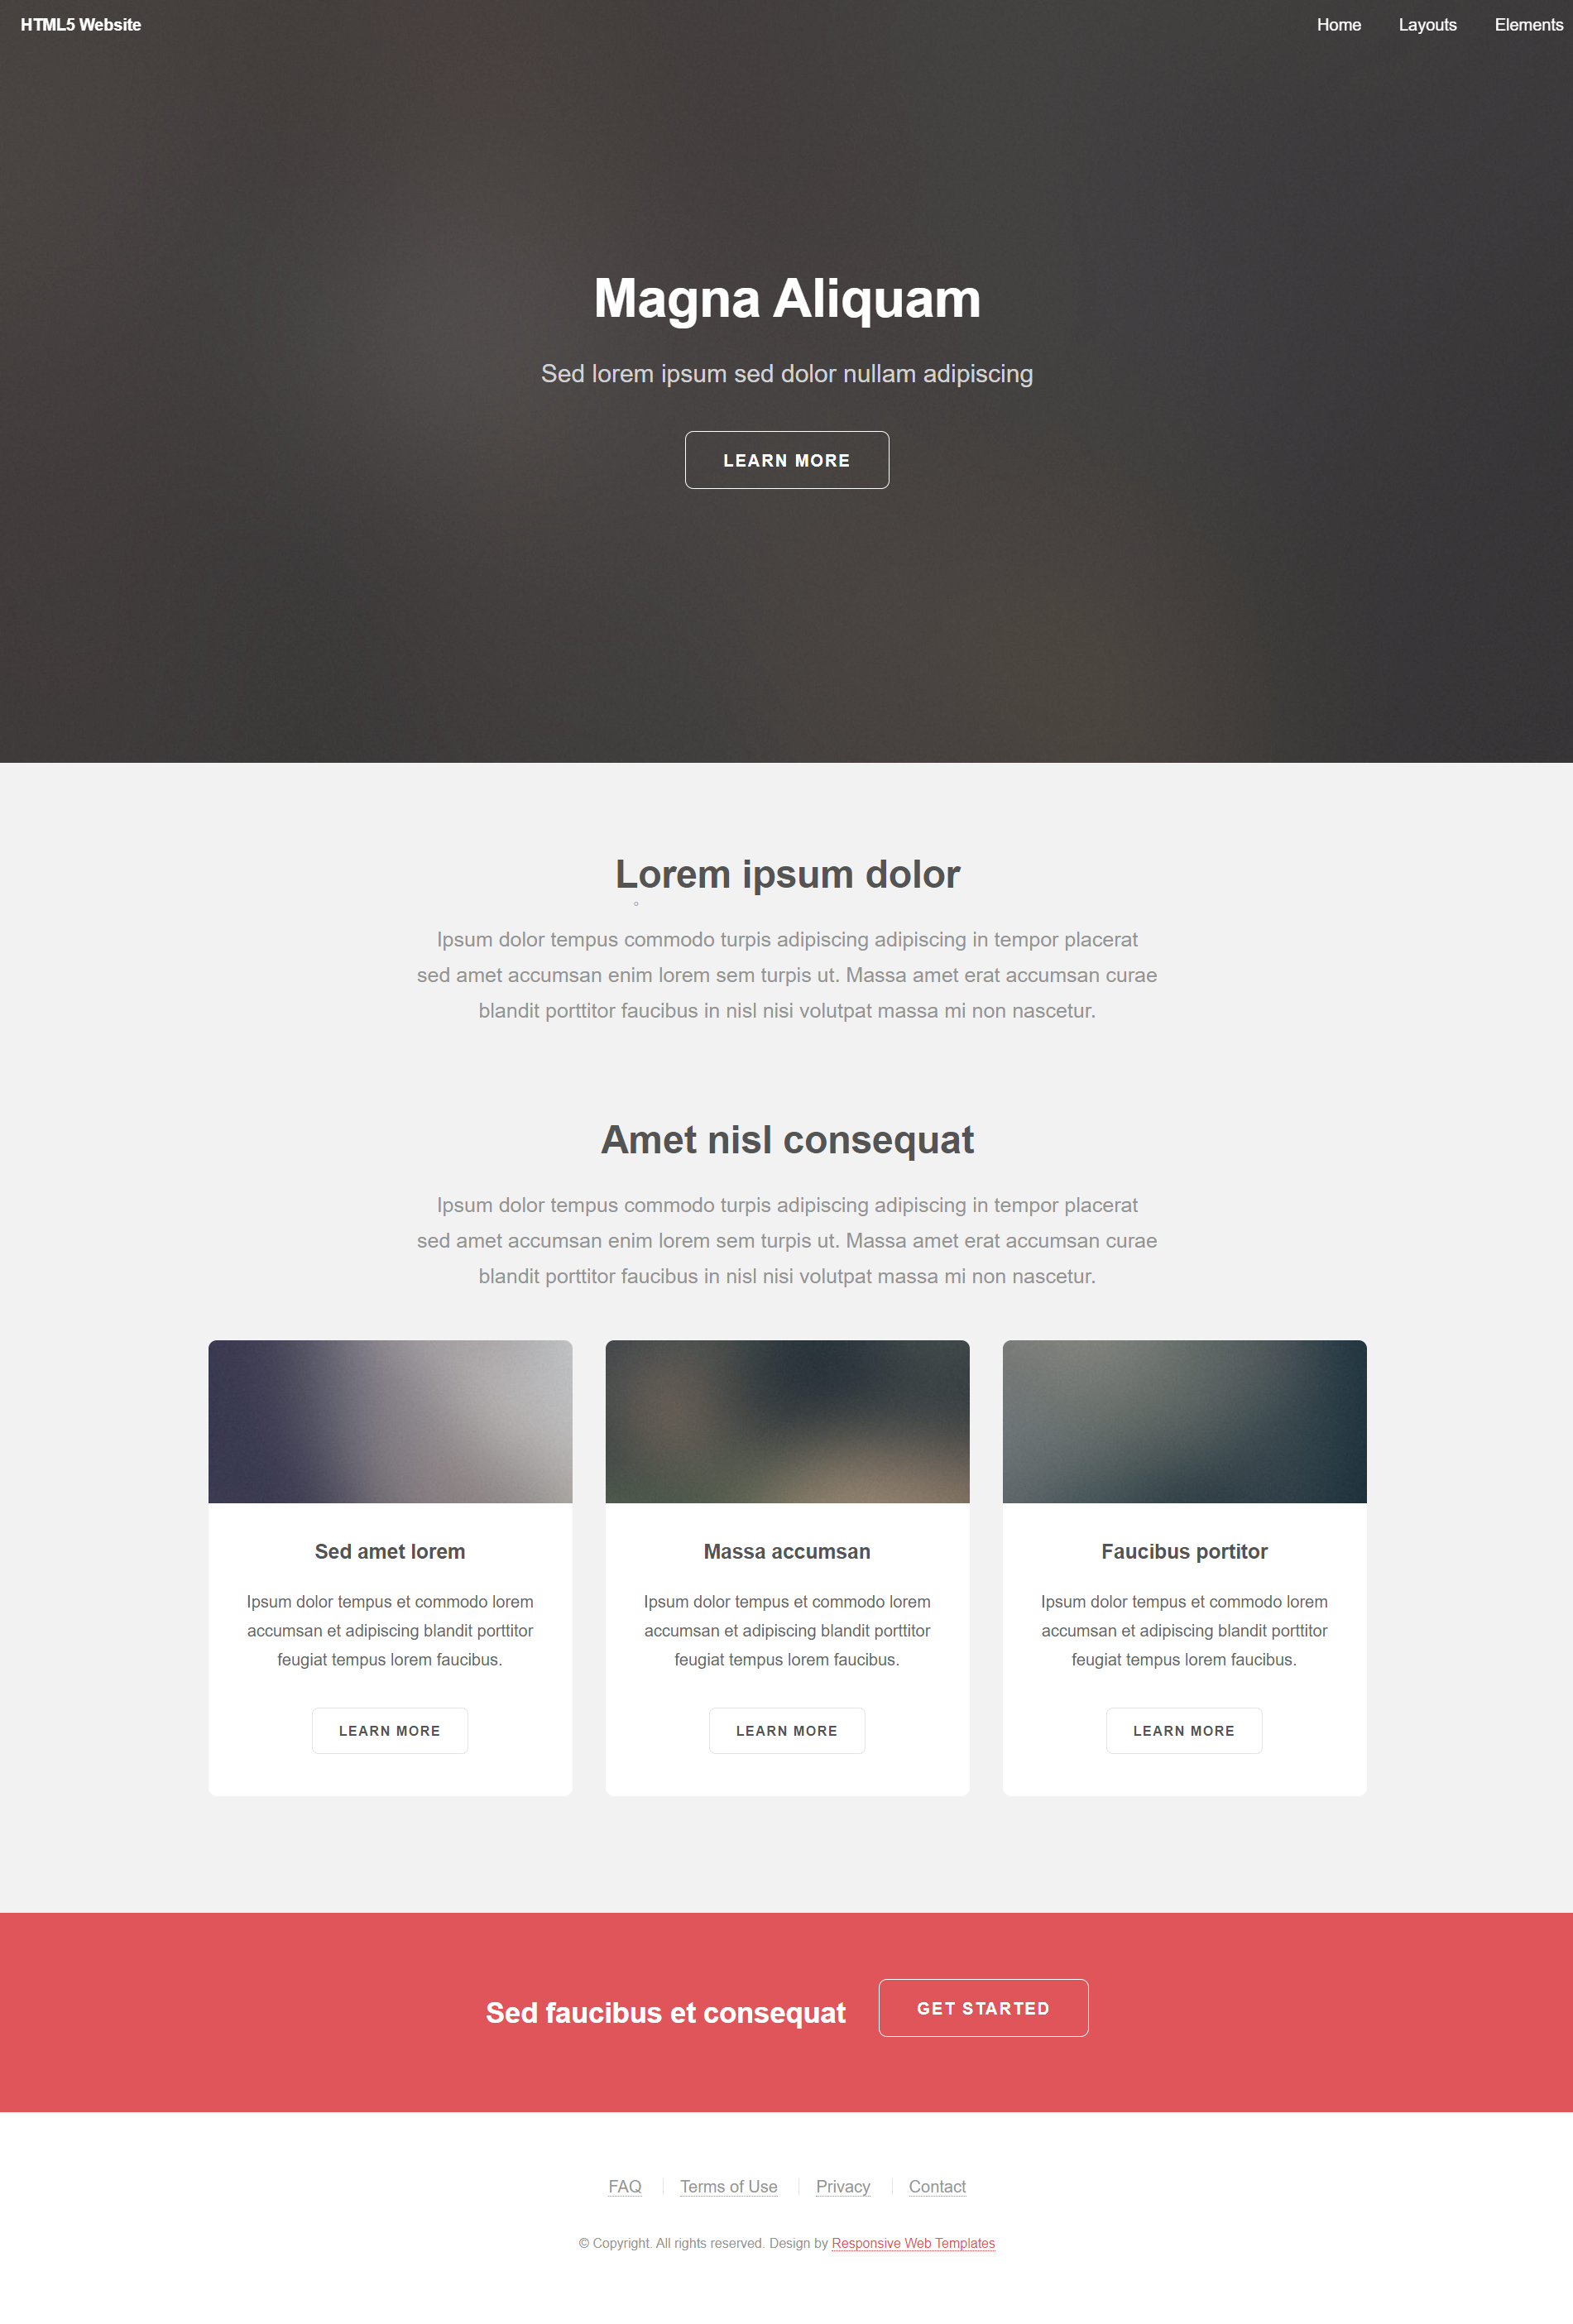 HTML5 Website Home Layouts Elements
Magna Aliquam
Sed lorem ipsum sed dolor nullam adipiscing
LEARN MORE
Lorem ipsum dolor
Ipsum dolor tempus commodo turpis adipiscing adipiscing in tempor placerat
sed amet accumsan enim lorem sem turpis ut. Massa amet erat accumsan curae
blandit porttitor faucibus in nisl nisi volutpat massa mi non nascetur.
Amet nisl consequat
Ipsum dolor tempus commodo turpis adipiscing adipiscing in tempor placerat
sed amet accumsan enim lorem sem turpis ut. Massa amet erat accumsan curae
blandit porttitor faucibus in nisl nisi volutpat massa mi non nascetur.
Sed amet lorem
Ipsum dolor tempus et commodo lorem
accumsan et adipiscing blandit porttitor
feugiat tempus lorem faucibus.
LEARN MORE
Massa accumsan
Ipsum dolor tempus et commodo lorem
accumsan et adipiscing blandit porttitor
feugiat tempus lorem faucibus.
LEARN MORE
Faucibus portitor
Ipsum dolor tempus et commodo lorem
accumsan et adipiscing blandit porttitor
feugiat tempus lorem faucibus.
LEARN MORE
Sed faucibus et consequat GET STARTED
FAQ Terms of Use Privacy Contact
© Copyright. All rights reserved. Design by Responsive Web Templates